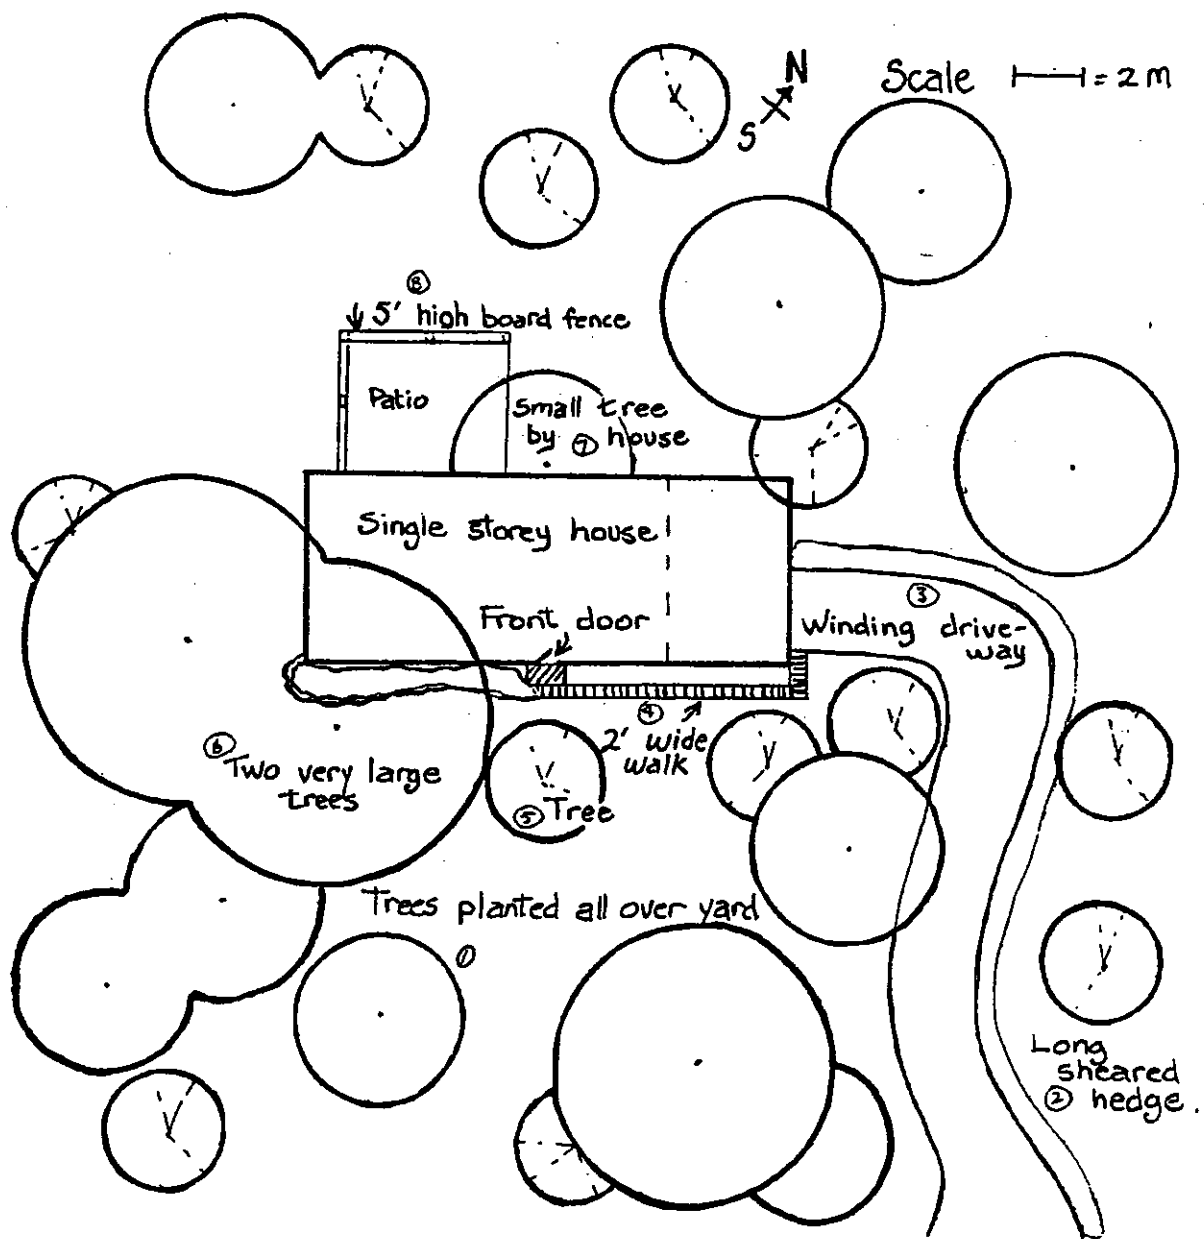 N
S
Scale = 2 m
⑧
5' high board fence
Patio
Small tree
by ⑦ house
Single storey house
Front door
③
Winding drive-
way
④
2' wide
walk
⑥ Two very large
trees
⑤ Tree
Trees planted all over yard
①
Long
sheared
② hedge.